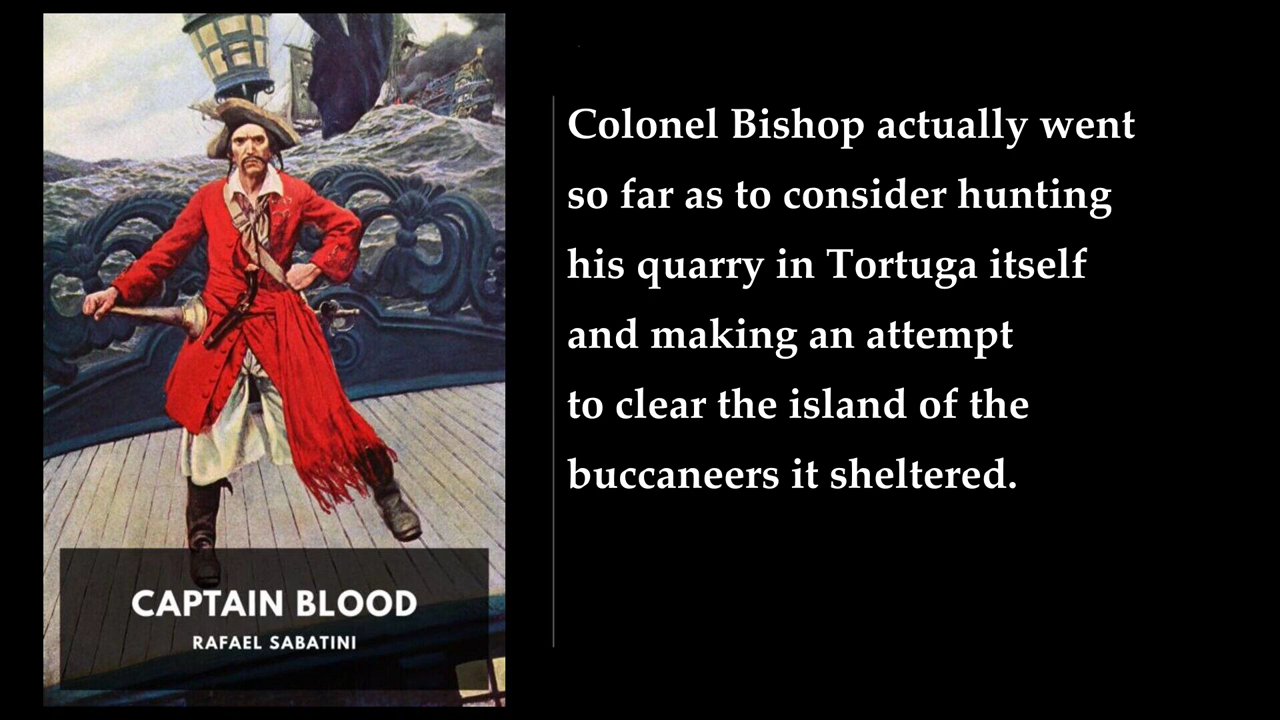 CAPTAIN BLOOD
RAFAEL SABATINI
Colonel Bishop actually went
so far as to consider hunting
his quarry in Tortuga itself
and making an attempt
to clear the island of the
buccaneers it sheltered.